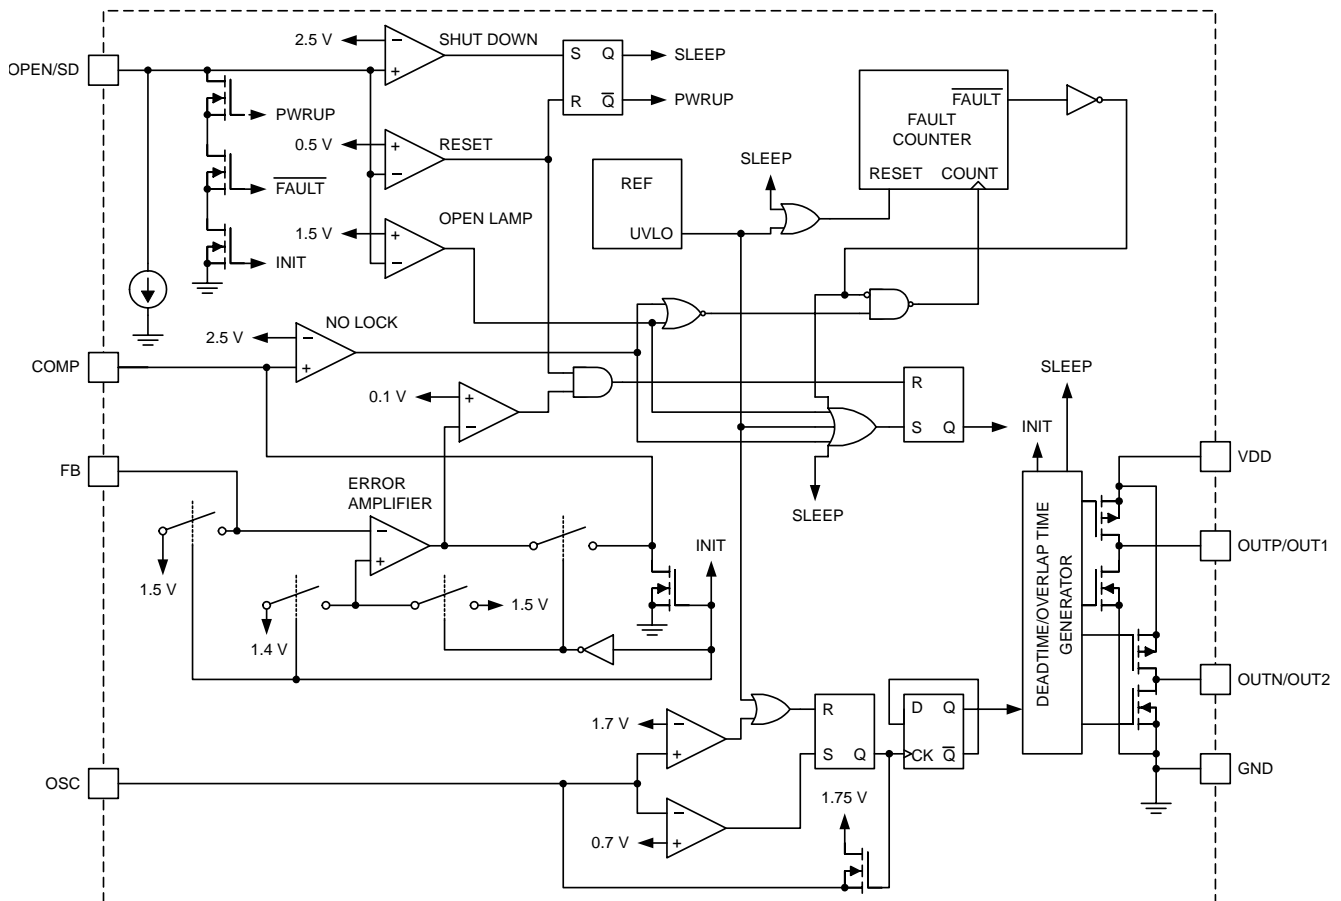 2.5 V
SHUT DOWN
OPEN/SD
S Q
R Q
SLEEP
PWRUP
PWRUP
FAULT
FAULT
COUNTER
RESET COUNT
0.5 V
RESET
SLEEP
REF
UVLO
FAULT
OPEN LAMP
1.5 V
INIT
NO LOCK
2.5 V
COMP
SLEEP
0.1 V
R
S Q
INIT
INIT
VDD
FB
ERROR
AMPLIFIER
SLEEP
INIT
OUTP/OUT1
1.5 V
1.5 V
1.4 V
DEADTIME/OVERLAP TIME
GENERATOR
OUTN/OUT2
1.7 V
R
S Q
D Q
CK Q
OSC
GND
1.75 V
0.7 V